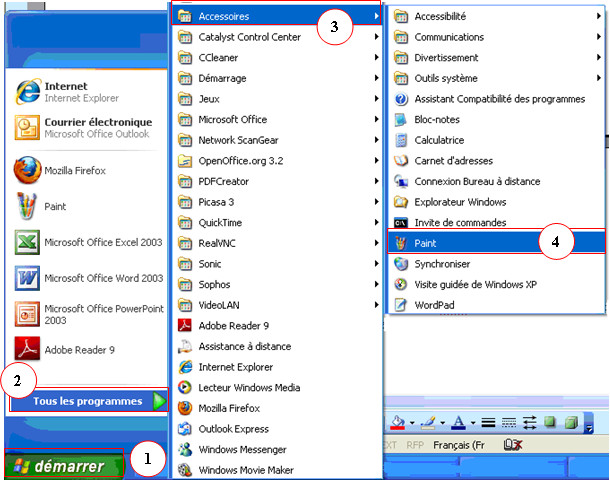 Internet
Internet Explorer
Courrier électronique
Microsoft Office Outlook
Mozilla Firefox
Paint
Microsoft Office Excel 2003
Microsoft Office Word 2003
Microsoft Office PowerPoint
2003
Adobe Reader 9
2
Tous les programmes
démarrer
1
Accessoires
3
Catalyst Control Center
CCleaner
Démarrage
Jeux
Microsoft Office
Network ScanGear
OpenOffice.org 3.2
PDFCreator
Picasa 3
QuickTime
RealVNC
Sonic
Sophos
VideoLAN
Adobe Reader 9
Assistance à distance
Internet Explorer
Lecteur Windows Media
Mozilla Firefox
Outlook Express
Windows Messenger
Windows Movie Maker
Accessibilité
Communications
Divertissement
Outils système
Assistant Compatibilité des programmes
Bloc-notes
Calculatrice
Carnet d'adresses
Connexion Bureau à distance
Explorateur Windows
Invite de commandes
Paint
4
Synchroniser
Visite guidée de Windows XP
WordPad
A
RFP Français (Fr